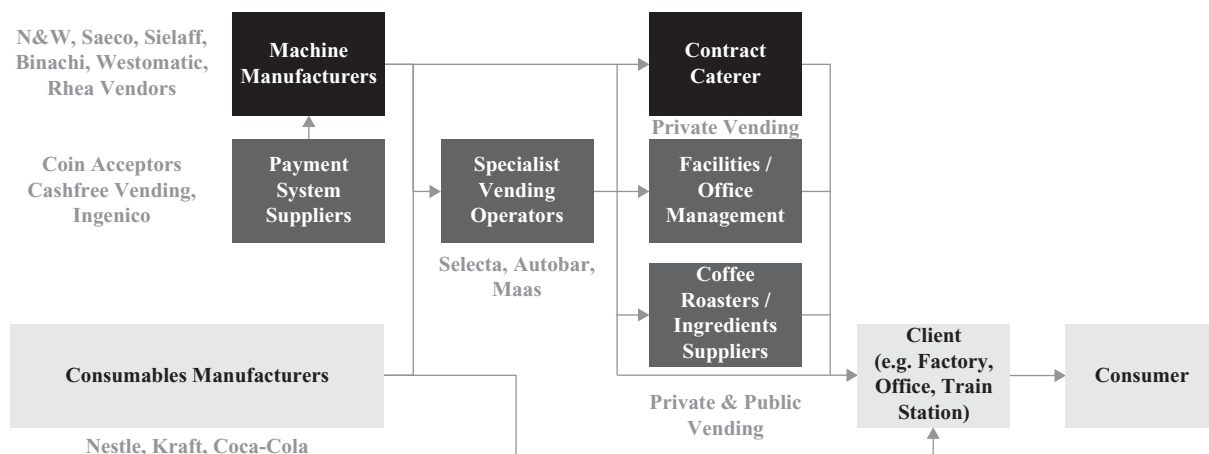 N&W, Saeco, Sielaff,
Binachi, Westomatic,
Rhea Vendors
Machine
Manufacturers
Contract
Caterer
Private Vending
Coin Acceptors
Cashfree Vending,
Ingenico
Payment
System
Suppliers
Specialist
Vending
Operators
Facilities /
Office
Management
Selecta, Autobar,
Maas
Coffee
Roasters /
Ingredients
Suppliers
Consumables Manufacturers
Client
(e.g. Factory,
Office, Train
Station)
Consumer
Private & Public
Vending
Nestle, Kraft, Coca-Cola